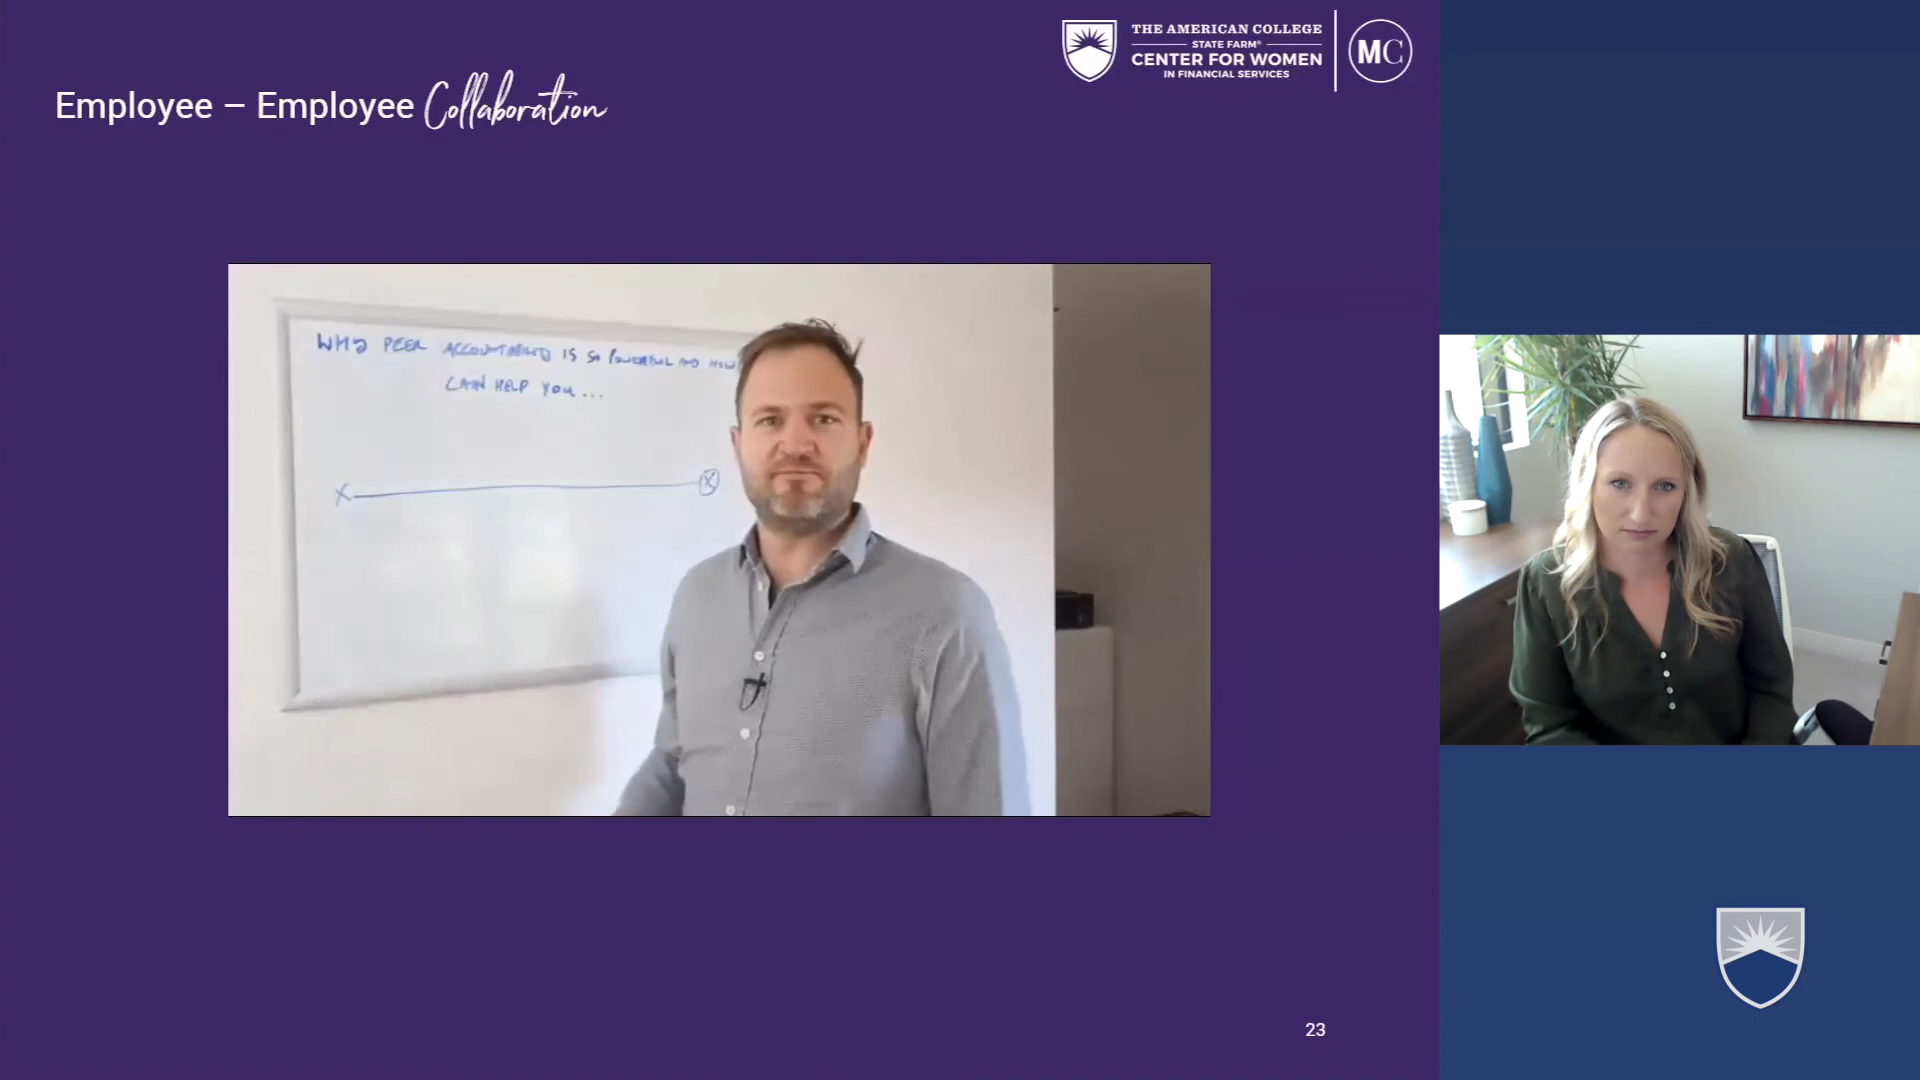 THE AMERICAN COLLEGE
STATE FARM®
CENTER FOR WOMEN
IN FINANCIAL SERVICES
MC
Employee – Employee Collaboration
WHY PEER ACCOUNTABILITY IS SO POWERFUL AND HOW
CAN HELP YOU...
X X
23